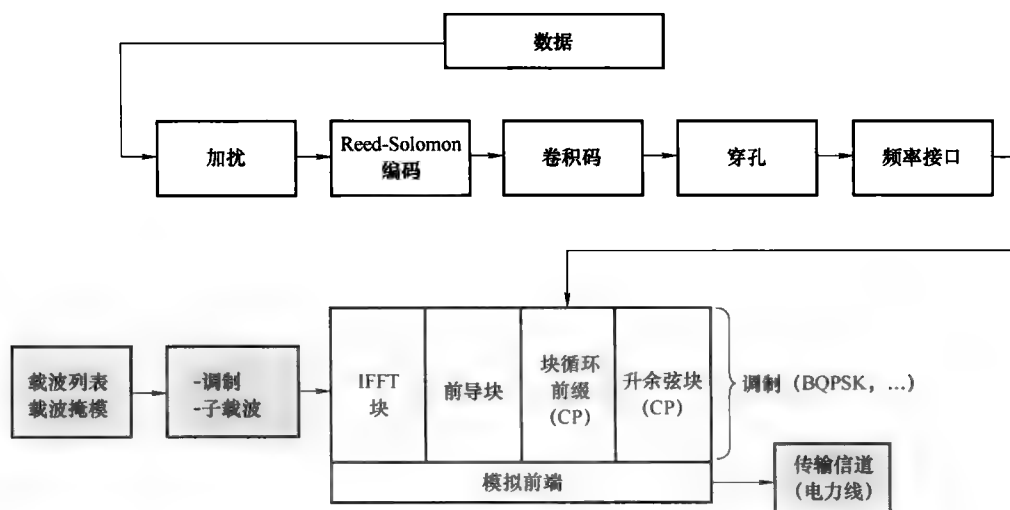 数据
加扰
Reed-Solomon
编码
卷积码
穿孔
频率接口
载波列表
载波掩模
-调制
-子载波
IFFT
块
前导块
块循环
前缀
(CP)
升余弦块
(CP)
调制（BQPSK，…）
模拟前端
传输信道
（电力线）